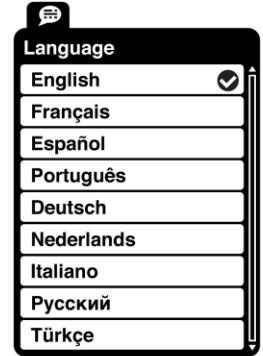 Language
English
Français
Español
Português
Deutsch
Nederlands
Italiano
Русский
Türkçe